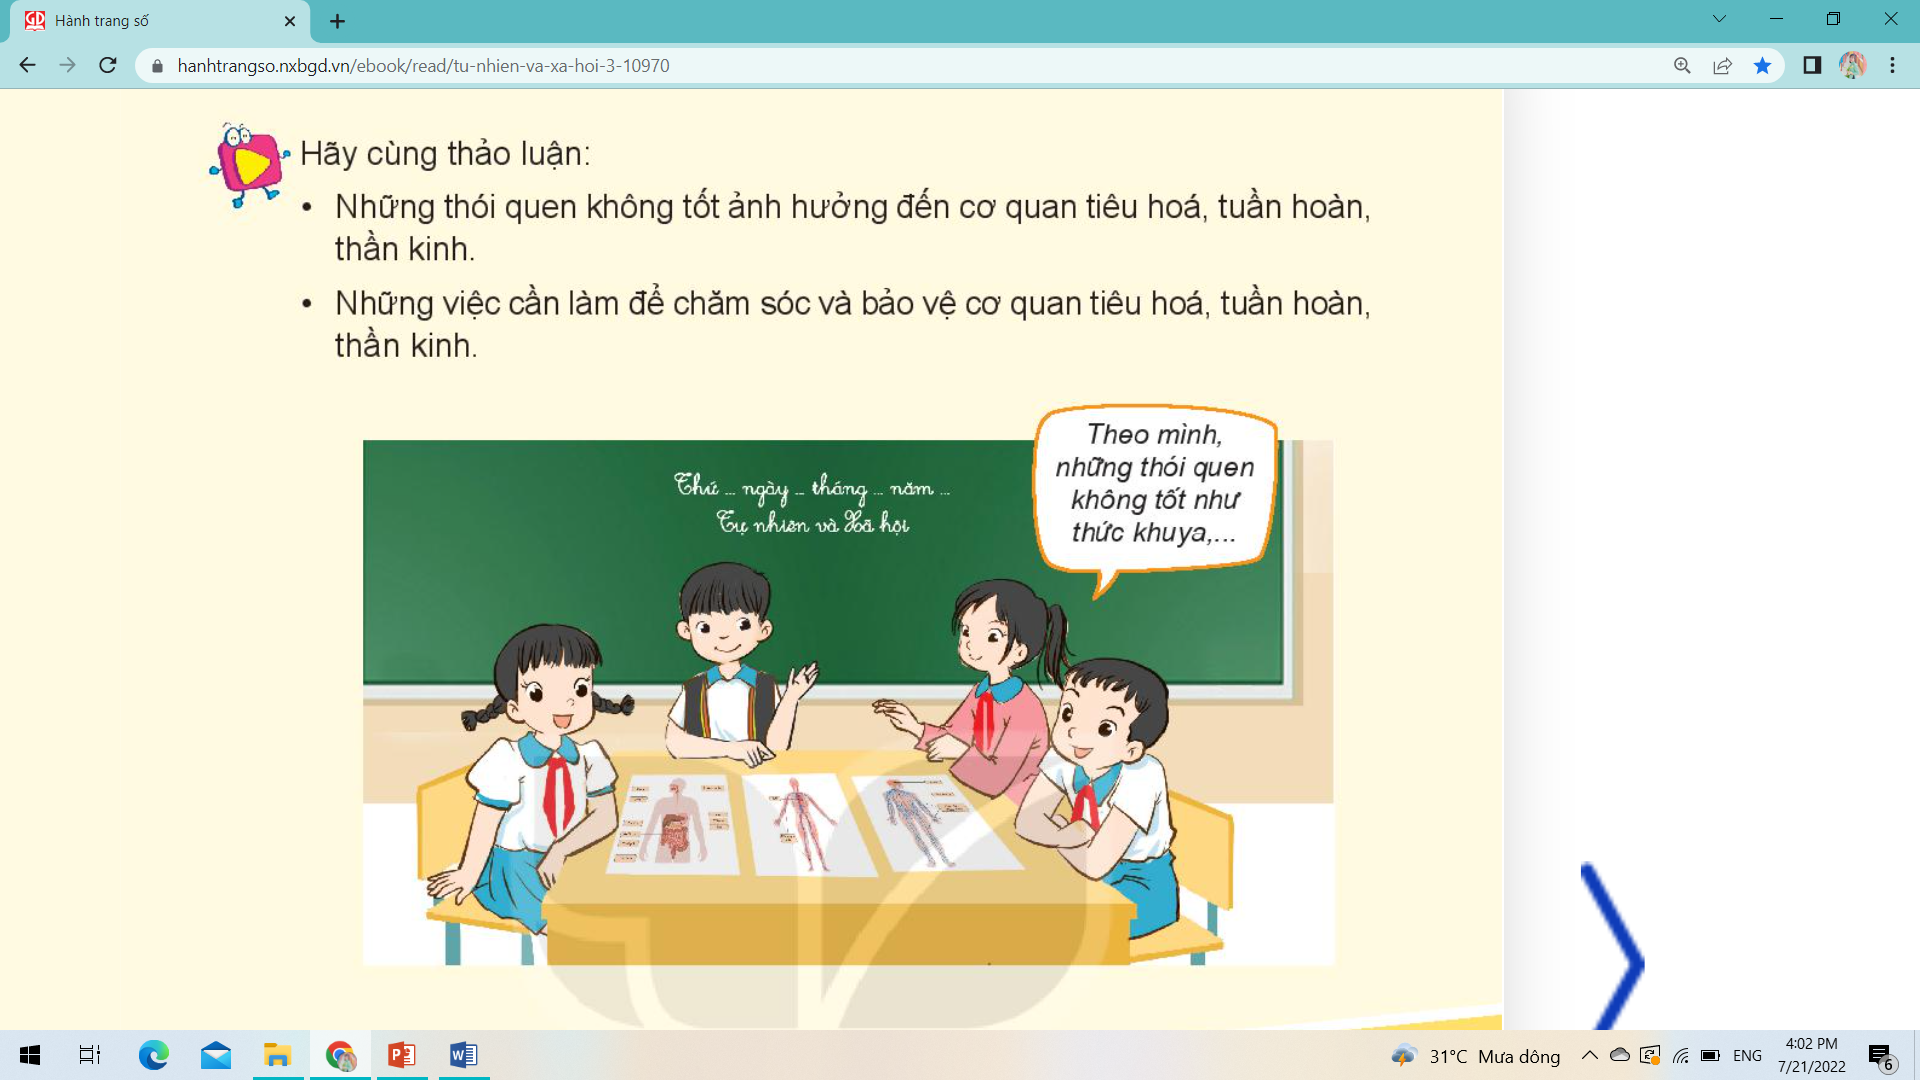 Hành trang số
hanhtrangso.nxbgd.vn/ebook/read/tu-nhien-va-xa-hoi-3-10970
Hãy cùng thảo luận:
• Những thói quen không tốt ảnh hưởng đến cơ quan tiêu hoá, tuần hoàn,
thần kinh.
• Những việc cần làm để chăm sóc và bảo vệ cơ quan tiêu hoá, tuần hoàn,
thần kinh.
Theo mình,
những thói quen
không tốt như
thức khuya,...
Thứ ... ngày ... tháng ... năm ...
Tự nhiên và Xã hội
31°C Mưa dông
ENG
4:02 PM
7/21/2022
6